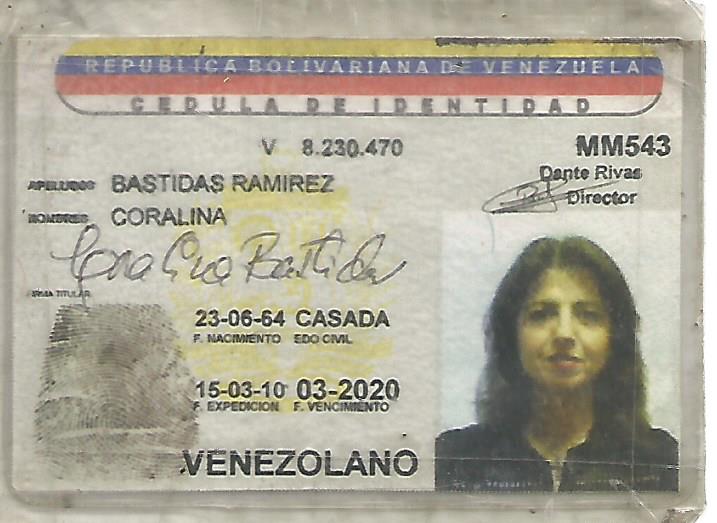 REPUBLICA BOLIVARIANA DE VENEZUELA
CEDULA DE IDENTIDAD
V 8.230.470 MM543
Dante Rivas
Director
APELLIDOS BASTIDAS RAMIREZ
NOMBRES CORALINA
Coralina Bastidas
FIRMA TITULAR
23-06-64 CASADA
F. NACIMIENTO EDO CIVIL
15-03-10 03-2020
F. EXPEDICION F. VENCIMIENTO
VENEZOLANO